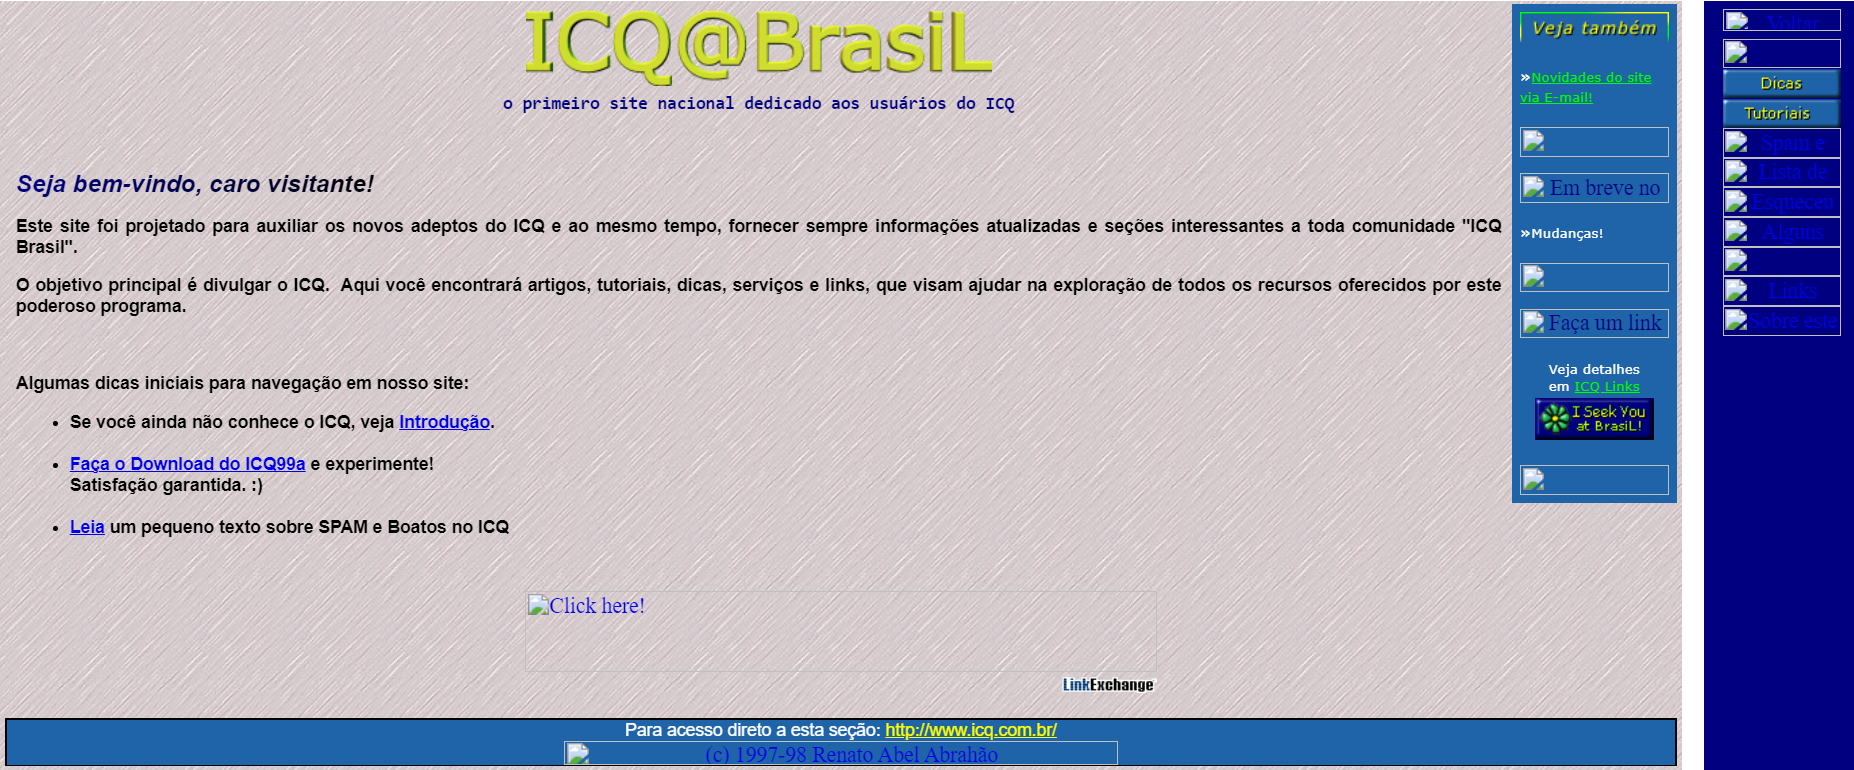 ICQ@BrasiL
o primeiro site nacional dedicado aos usuários do ICQ
Seja bem-vindo, caro visitante!
Este site foi projetado para auxiliar os novos adeptos do ICQ e ao mesmo tempo, fornecer sempre informações atualizadas e seções interessantes a toda comunidade "ICQ
Brasil".
O objetivo principal é divulgar o ICQ.  Aqui você encontrará artigos, tutoriais, dicas, serviços e links, que visam ajudar na exploração de todos os recursos oferecidos por este
poderoso programa.
Algumas dicas iniciais para navegação em nosso site:
• Se você ainda não conhece o ICQ, veja Introdução.
• Faça o Download do ICQ99a e experimente!
Satisfação garantida. :)
• Leia um pequeno texto sobre SPAM e Boatos no ICQ
Click here!
LinkExchange
Para acesso direto a esta seção: http://www.icq.com.br/
(c) 1997-98 Renato Abel Abrahão
Veja também
»Novidades do site
via E-mail!
Em breve no
»Mudanças!
Faça um link
Veja detalhes
em ICQ Links
I Seek You
at BrasiL!
Voltar
Dicas
Tutoriais
Spam e
Lista de
Esqueceu
Alguns
Links
Sobre este